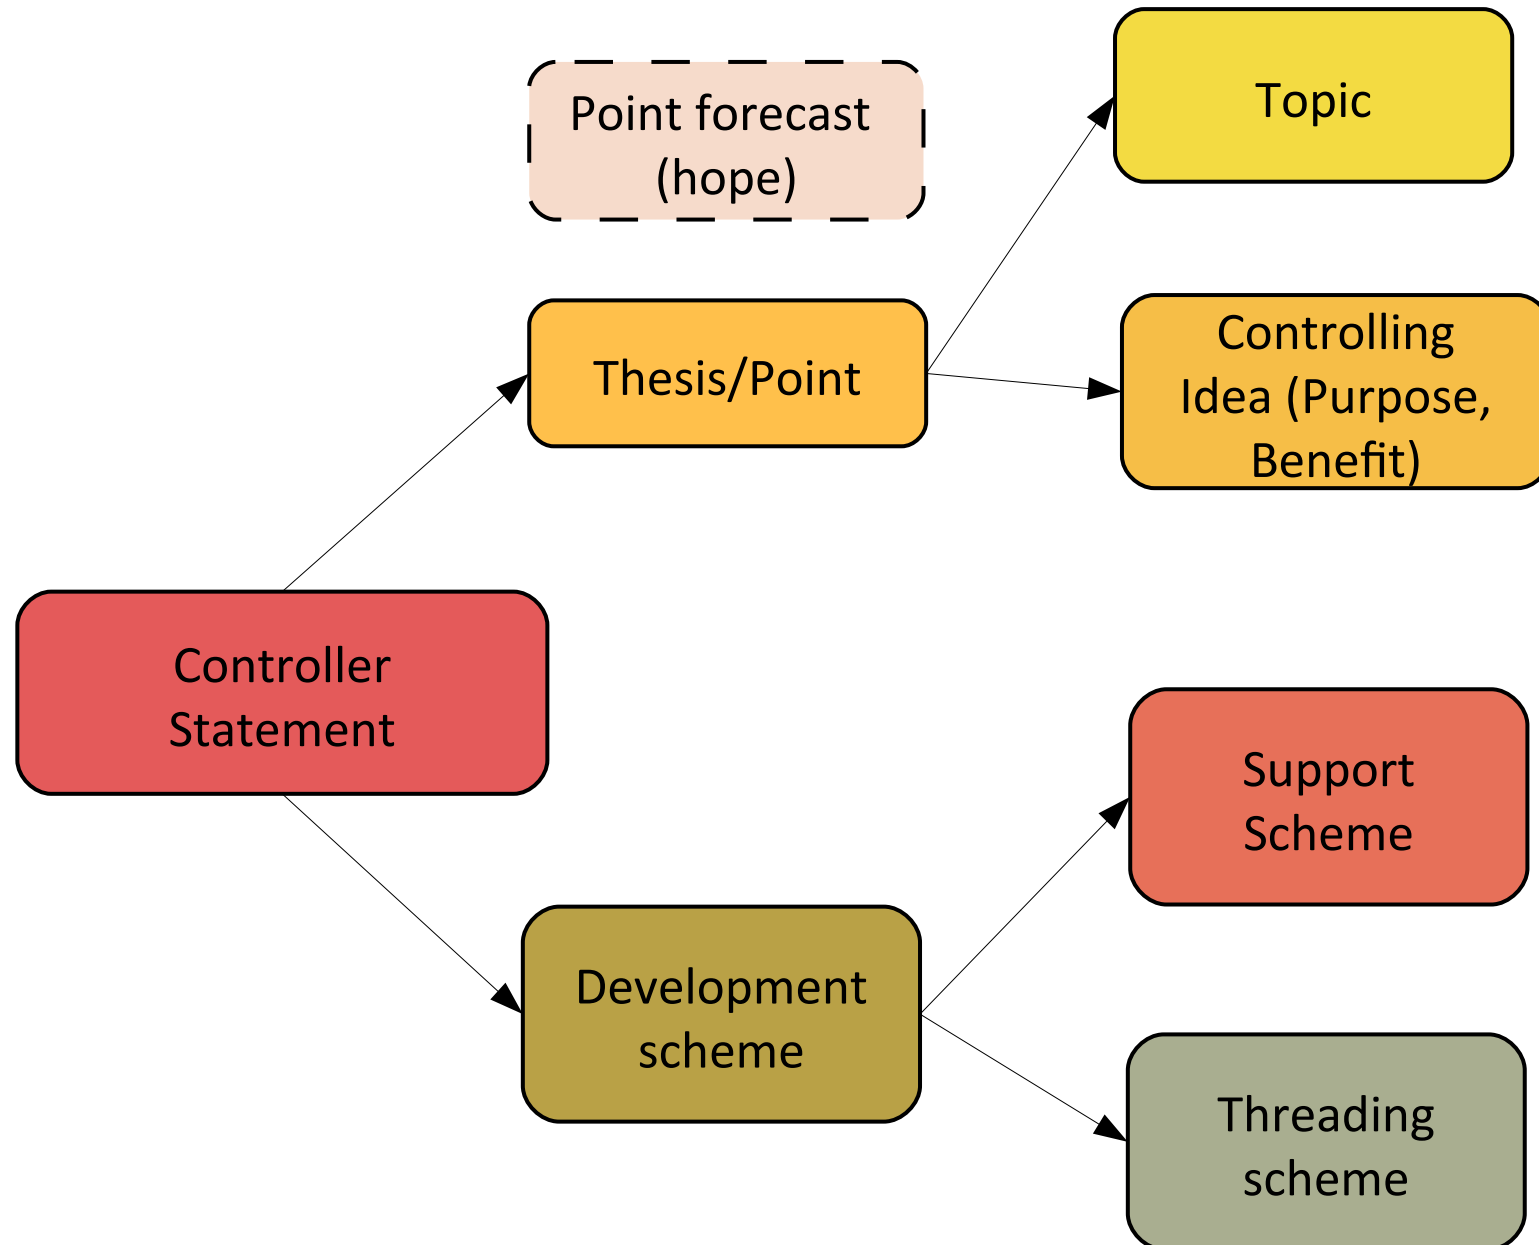 Point forecast
(hope)
Topic
Thesis/Point
Controlling
Idea (Purpose,
Benefit)
Controller
Statement
Support
Scheme
Development
scheme
Threading
scheme